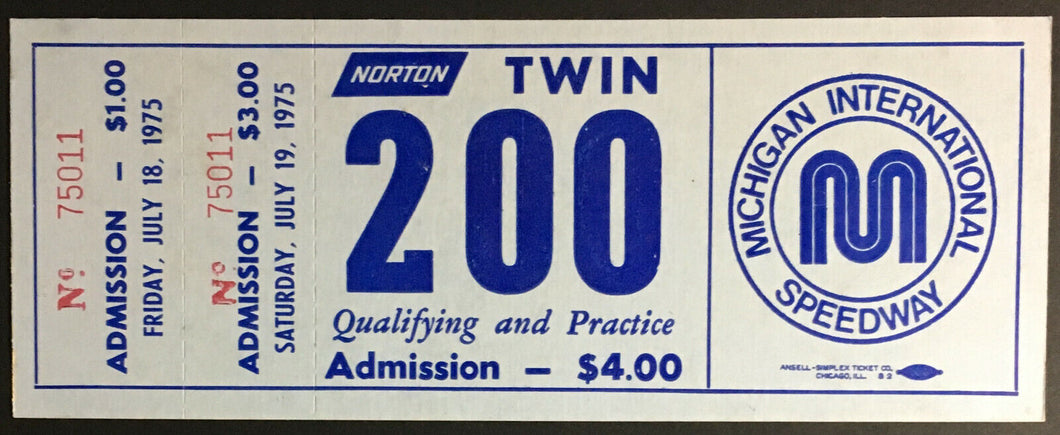 Nº 75011
ADMISSION — $1.00
FRIDAY, JULY 18, 1975
Nº 75011
ADMISSION — $3.00
SATURDAY, JULY 19, 1975
NORTON TWIN
200
Qualifying and Practice
Admission — $4.00
MICHIGAN INTERNATIONAL
SPEEDWAY
M
ANSELL-SIMPLEX TICKET CO.
CHICAGO, ILL. 82